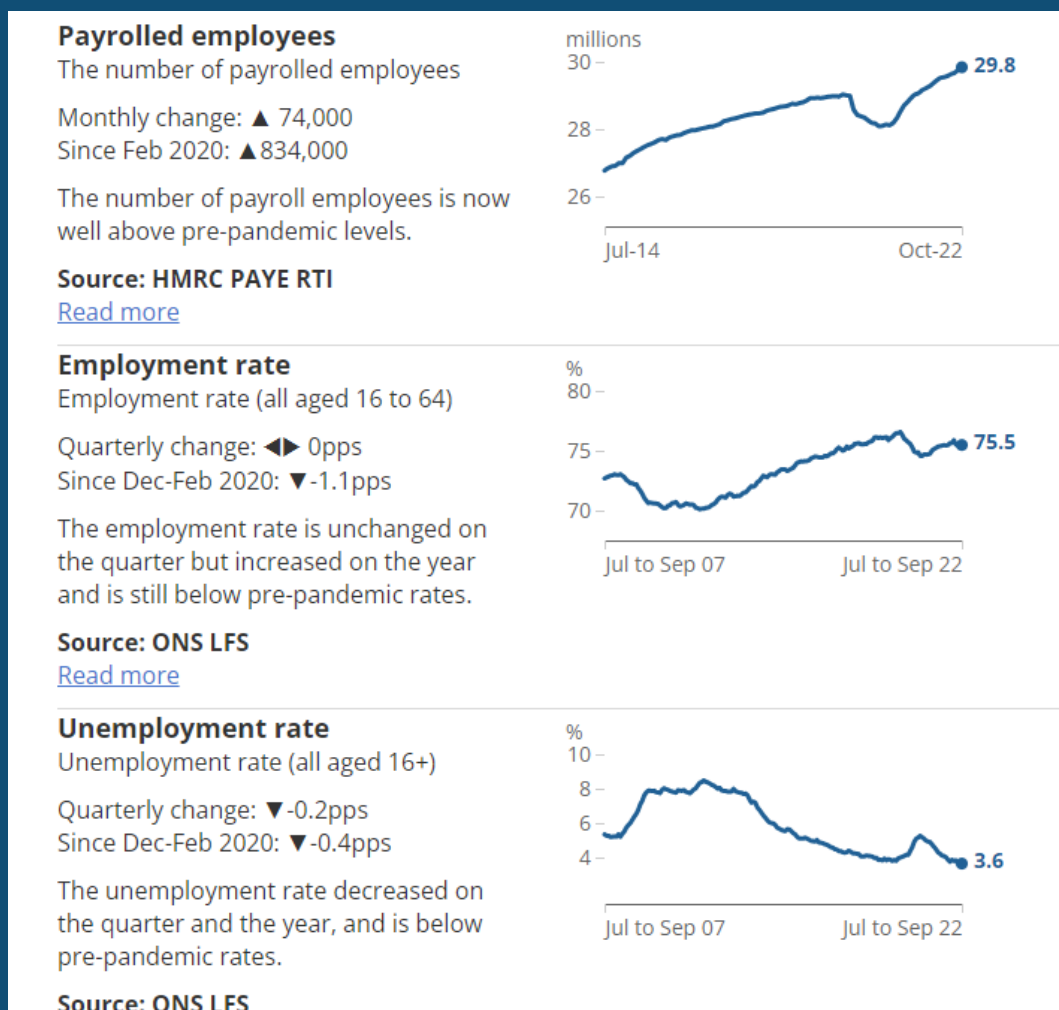 Payrolled employees
The number of payrolled employees
Monthly change: ▲ 74,000
Since Feb 2020: ▲834,000
The number of payroll employees is now
well above pre-pandemic levels.
Source: HMRC PAYE RTI
Read more
millions
30
28
26
29.8
Jul-14 Oct-22
Employment rate
Employment rate (all aged 16 to 64)
Quarterly change: ◀▶ 0pps
Since Dec-Feb 2020: ▼-1.1pps
The employment rate is unchanged on
the quarter but increased on the year
and is still below pre-pandemic rates.
Source: ONS LFS
Read more
%
80
75
70
75.5
Jul to Sep 07 Jul to Sep 22
Unemployment rate
Unemployment rate (all aged 16+)
Quarterly change: ▼-0.2pps
Since Dec-Feb 2020: ▼-0.4pps
The unemployment rate decreased on
the quarter and the year, and is below
pre-pandemic rates.
Source: ONS LFS
%
10
8
6
4
3.6
Jul to Sep 07 Jul to Sep 22